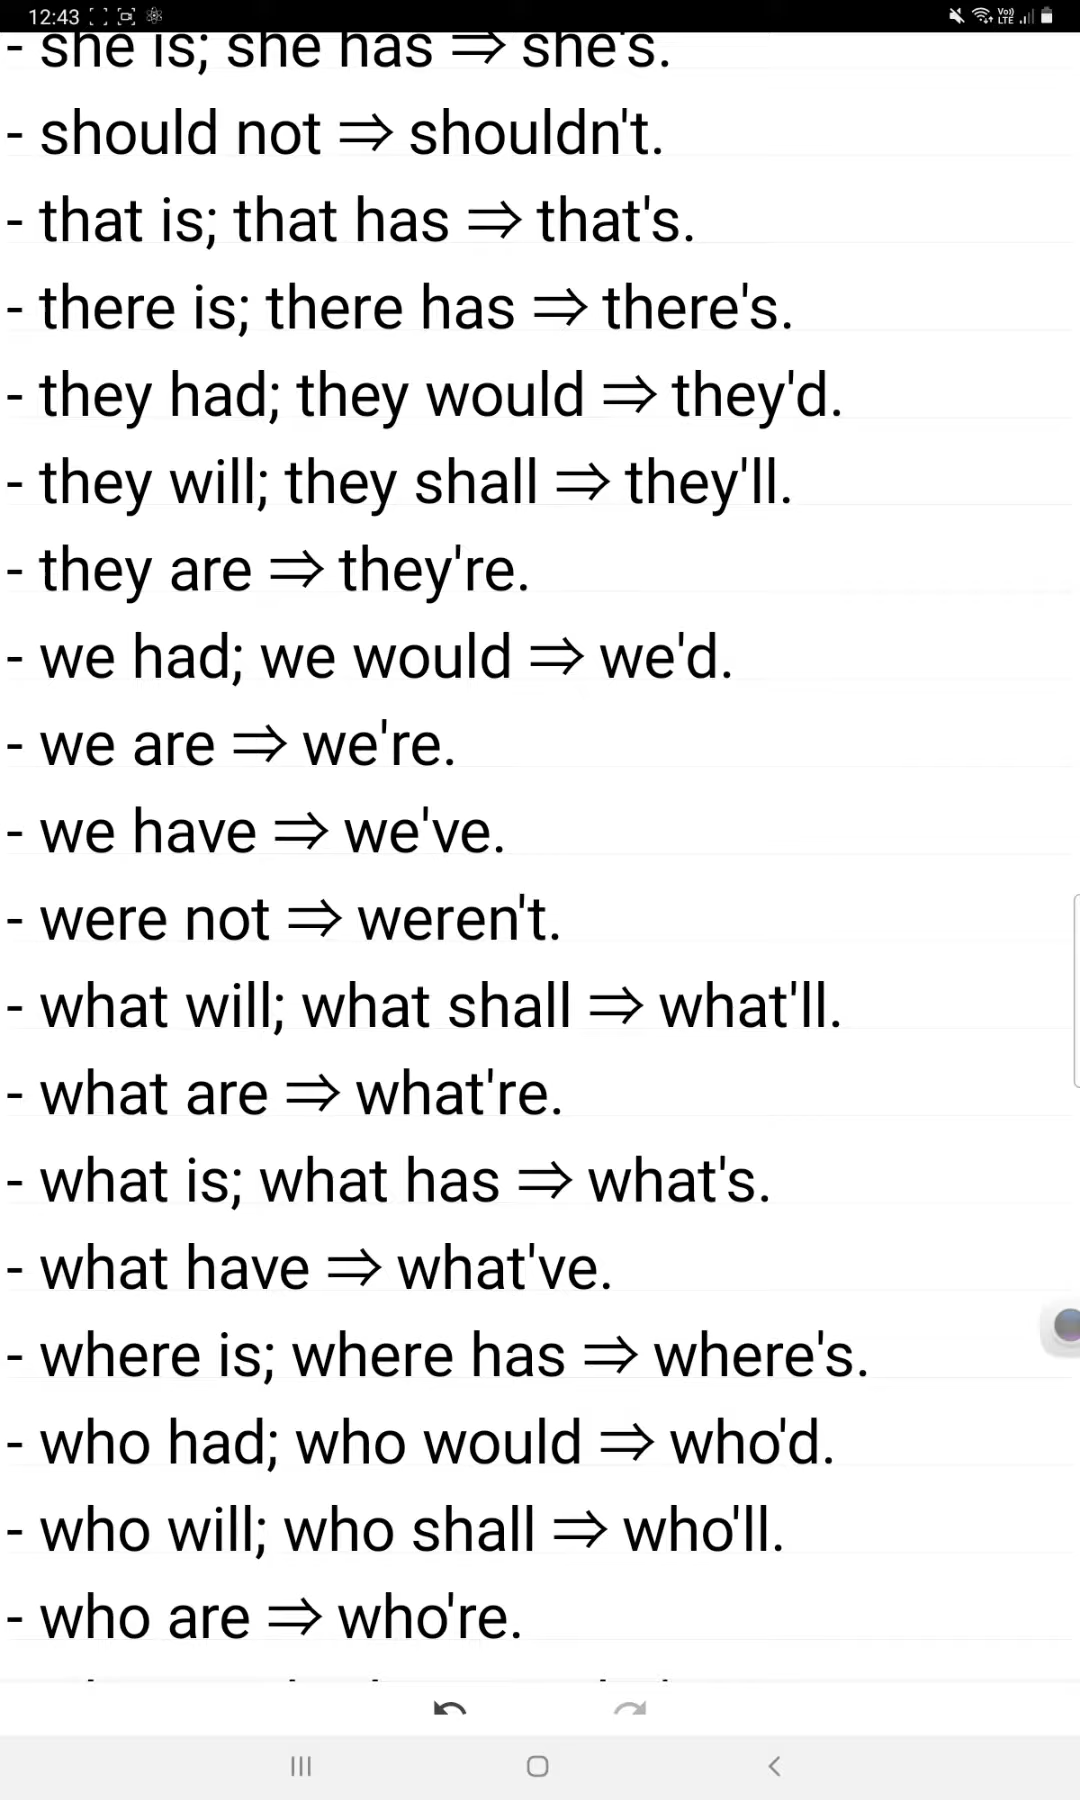 12:43
Vo)) LTE
- she is; she has ⇒ she's.
- should not ⇒ shouldn't.
- that is; that has ⇒ that's.
- there is; there has ⇒ there's.
- they had; they would ⇒ they'd.
- they will; they shall ⇒ they'll.
- they are ⇒ they're.
- we had; we would ⇒ we'd.
- we are ⇒ we're.
- we have ⇒ we've.
- were not ⇒ weren't.
- what will; what shall ⇒ what'll.
- what are ⇒ what're.
- what is; what has ⇒ what's.
- what have ⇒ what've.
- where is; where has ⇒ where's.
- who had; who would ⇒ who'd.
- who will; who shall ⇒ who'll.
- who are ⇒ who're.